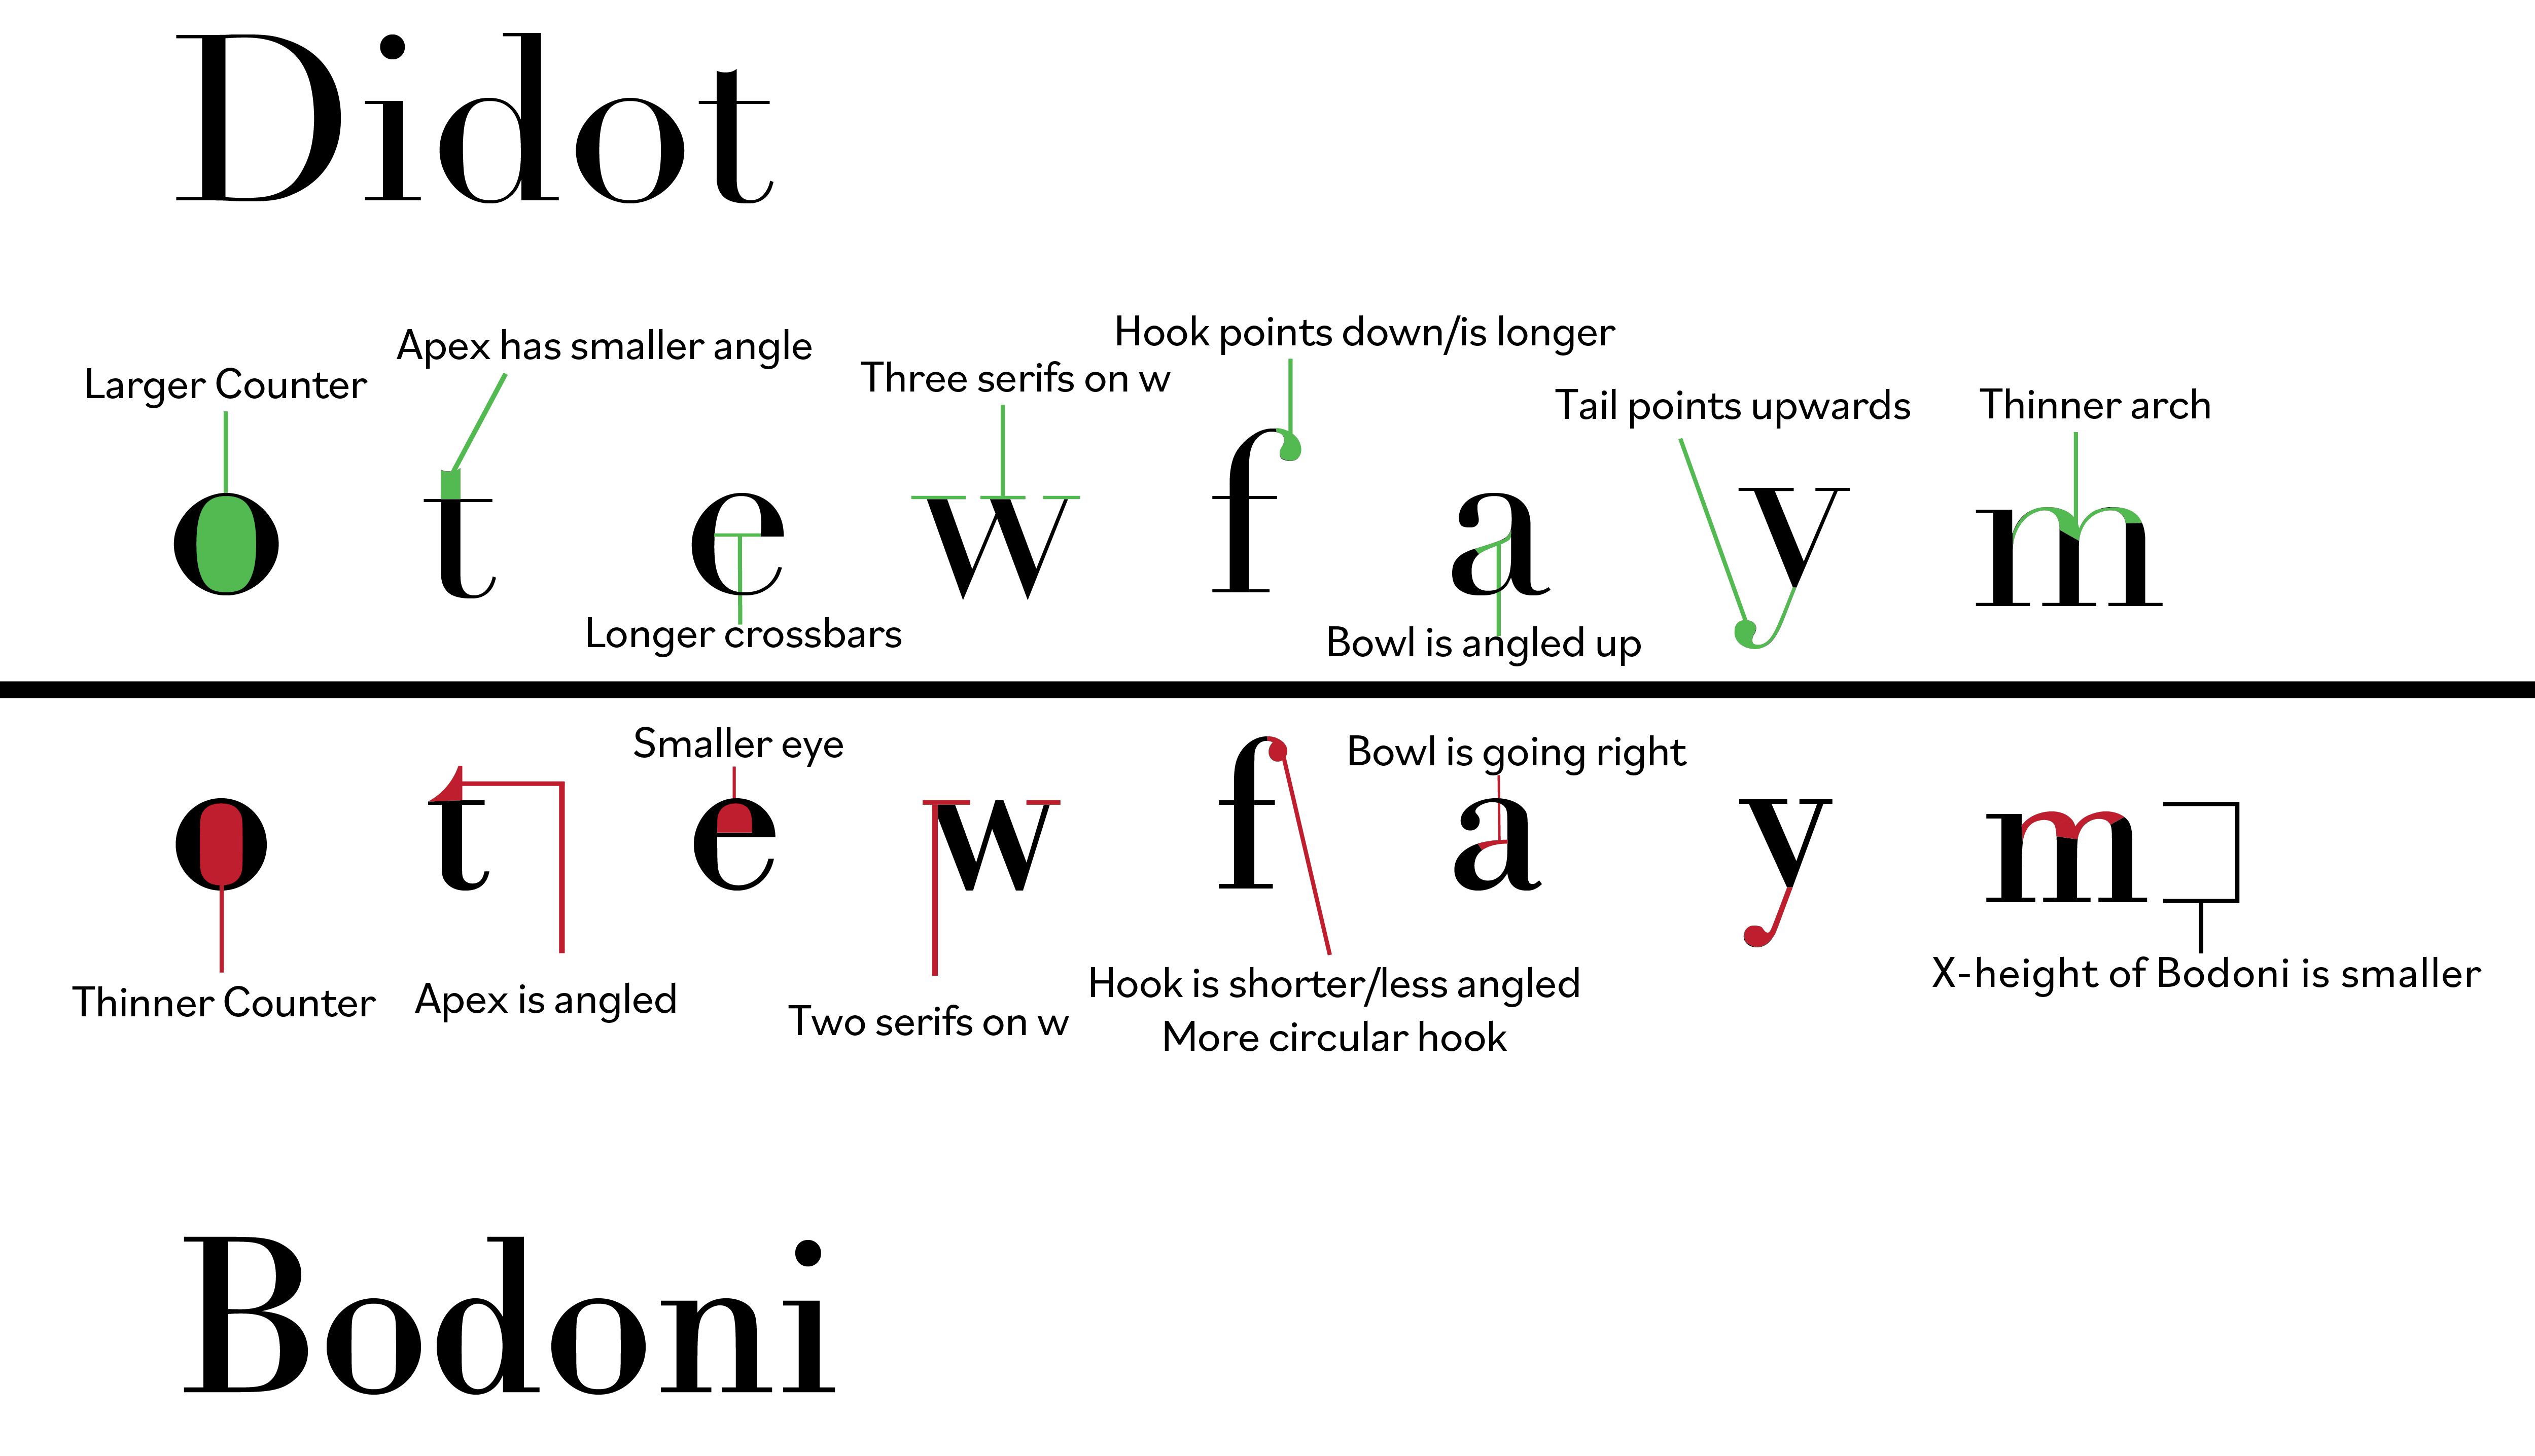 Didot
Larger Counter
Apex has smaller angle
Three serifs on w
Hook points down/is longer
Tail points upwards
Thinner arch
o t e w f a y m
Longer crossbars
Bowl is angled up
Smaller eye
Bowl is going right
o t e w f a y m
Thinner Counter
Apex is angled
Two serifs on w
Hook is shorter/less angled
More circular hook
X-height of Bodoni is smaller
Bodoni